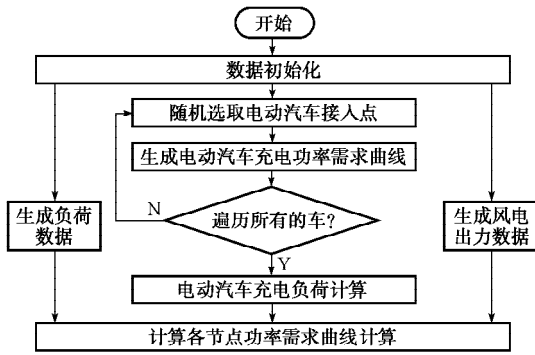 开始
数据初始化
随机选取电动汽车接入点
生成电动汽车充电功率需求曲线
N
遍历所有的车?
生成负荷
数据
生成风电
出力数据
Y
电动汽车充电负荷计算
计算各节点功率需求曲线计算